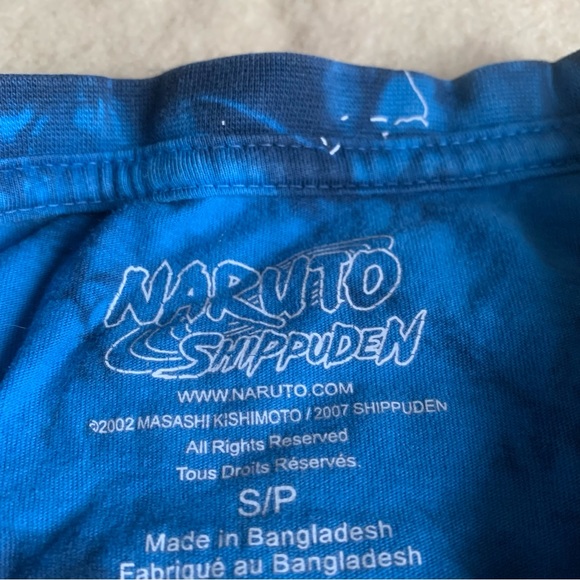 NARUTO
SHIPPUDEN
WWW.NARUTO.COM
©2002 MASASHI KISHIMOTO / 2007 SHIPPUDEN
All Rights Reserved
Tous Droits Réservés.
S/P
Made in Bangladesh
Fabriqué au Bangladesh